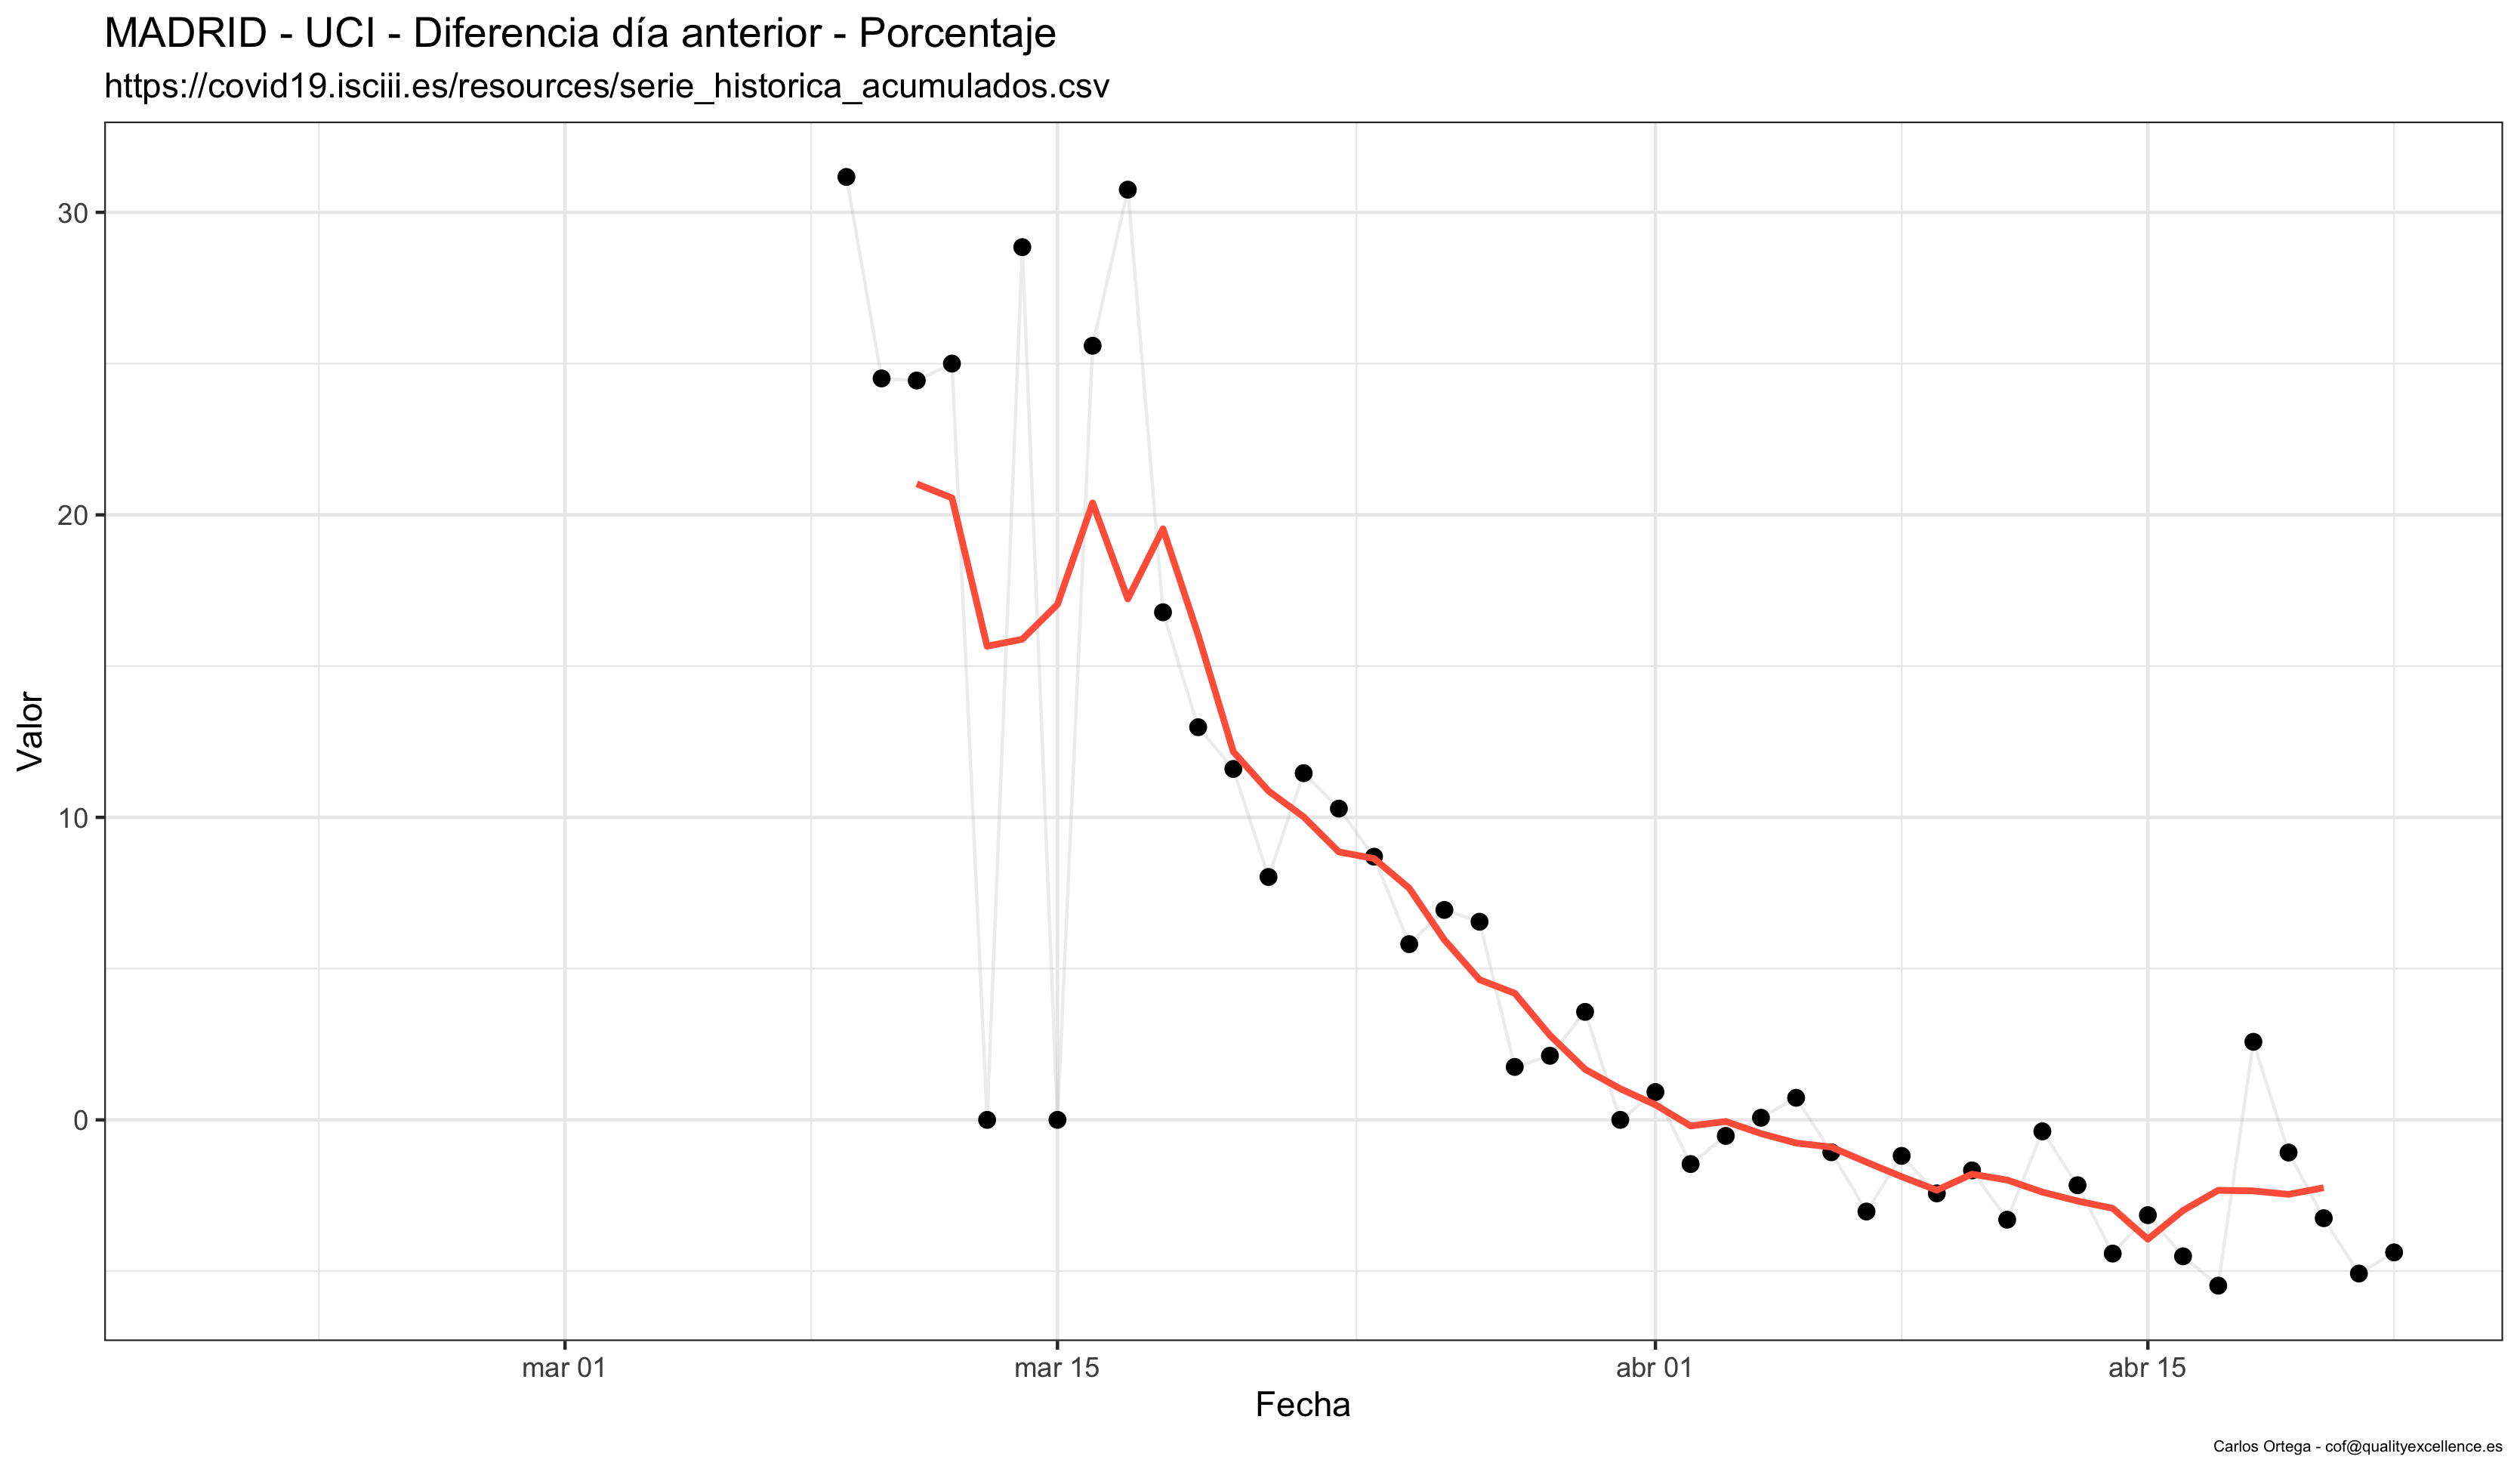 MADRID - UCI - Diferencia día anterior - Porcentaje
https://covid19.isciii.es/resources/serie_historica_acumulados.csv
30
20
10
0
Valor
mar 01
mar 15
abr 01
abr 15
Fecha
Carlos Ortega - cof@qualityexcellence.es